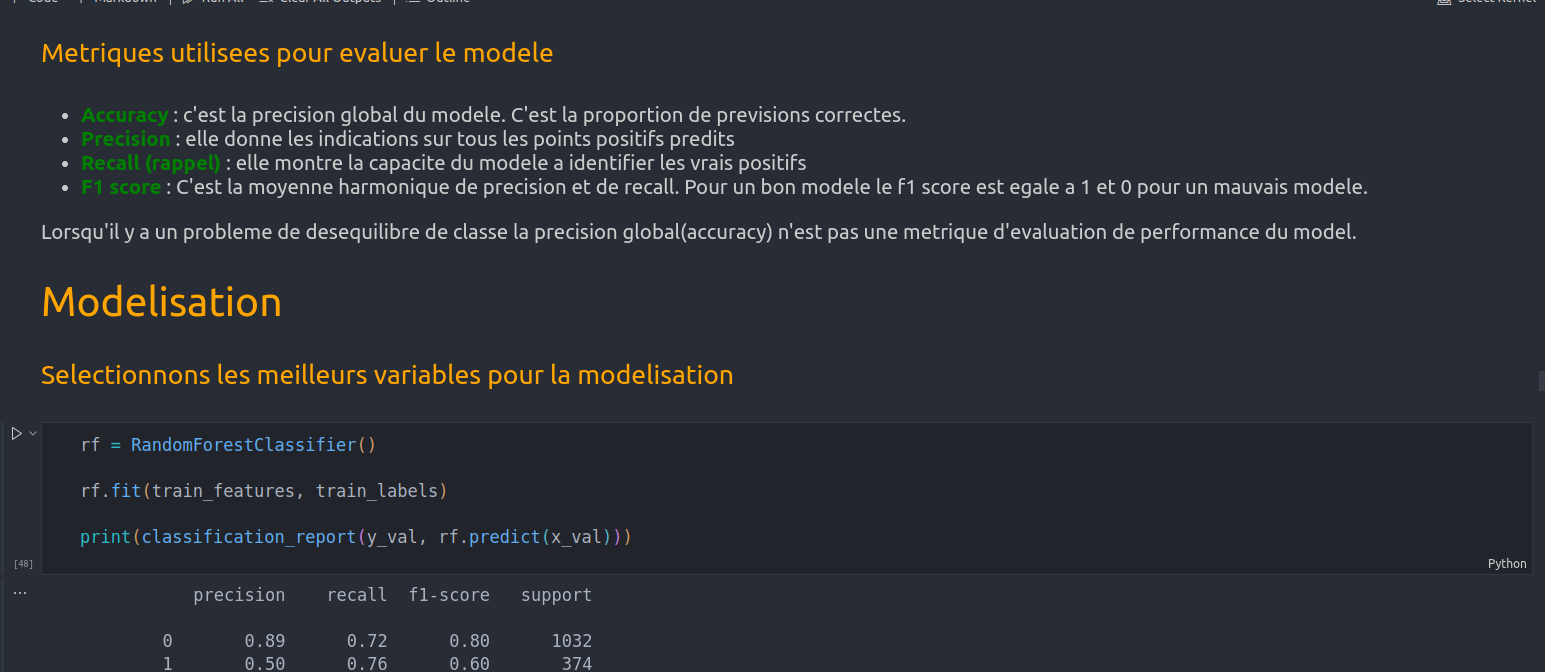 Code Markdown Run All Clear All Outputs Outline Select Kernel
Metriques utilisees pour evaluer le modele
Accuracy : c'est la precision global du modele. C'est la proportion de previsions correctes.
Precision : elle donne les indications sur tous les points positifs predits
Recall (rappel) : elle montre la capacite du modele a identifier les vrais positifs
F1 score : C'est la moyenne harmonique de precision et de recall. Pour un bon modele le f1 score est egale a 1 et 0 pour un mauvais modele.
Lorsqu'il y a un probleme de desequilibre de classe la precision global(accuracy) n'est pas une metrique d'evaluation de performance du model.
Modelisation
Selectionnons les meilleurs variables pour la modelisation
rf = RandomForestClassifier()
rf.fit(train_features, train_labels)
print(classification_report(y_val, rf.predict(x_val)))
[48] Python
precision recall f1-score support
0 0.89 0.72 0.80 1032
1 0.50 0.76 0.60 374